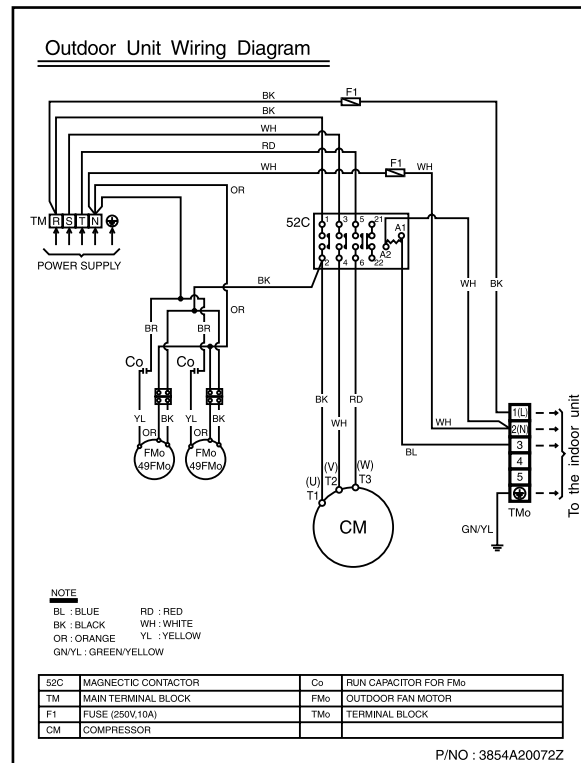 Outdoor Unit Wiring Diagram
BK
F1
BK
WH
RD
WH
F1
WH
OR
TM R S T N
52C
1 3 5 21
A1
A2
2 4 6 22
POWER SUPPLY
BK
WH
BK
BR
BR
OR
Co
Co
BK
RD
WH
1(L)
2(N)
3
4
5
TMo
To the indoor unit
WH
BL
YL
BK
YL
BK
OR
OR
FMo
49FMo
FMo
49FMo
(U)
T1
(V)
T2
(W)
T3
CM
GN/YL
NOTE
BL : BLUE RD : RED
BK : BLACK WH : WHITE
OR : ORANGE YL : YELLOW
GN/YL : GREEN/YELLOW
52C MAGNECTIC CONTACTOR Co RUN CAPACITOR FOR FMo
TM MAIN TERMINAL BLOCK FMo OUTDOOR FAN MOTOR
F1 FUSE (250V,10A) TMo TERMINAL BLOCK
CM COMPRESSOR
P/NO : 3854A20072Z